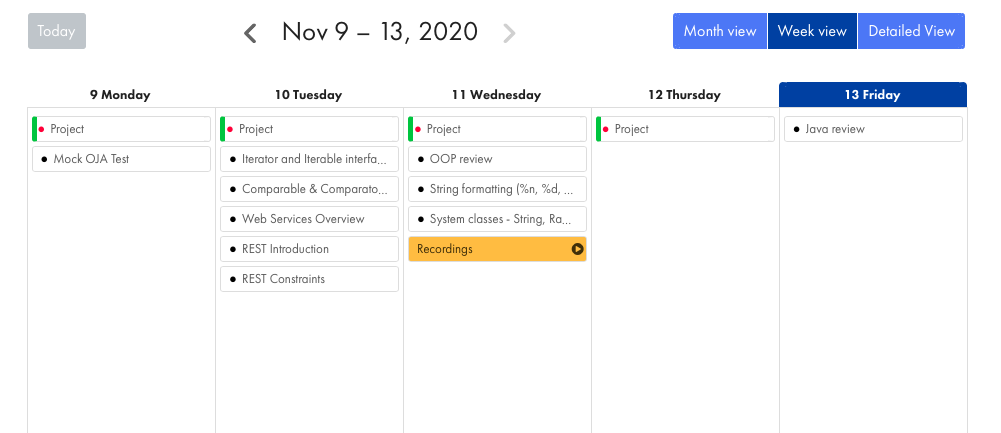 Today
Nov 9 – 13, 2020
Month view
Week view
Detailed View
9 Monday
10 Tuesday
11 Wednesday
12 Thursday
13 Friday
Project
Mock OJA Test
Project
Iterator and Iterable interfa...
Comparable & Comparato...
Web Services Overview
REST Introduction
REST Constraints
Project
OOP review
String formatting (%n, %d, ...
System classes - String, Ra...
Recordings
Project
Java review